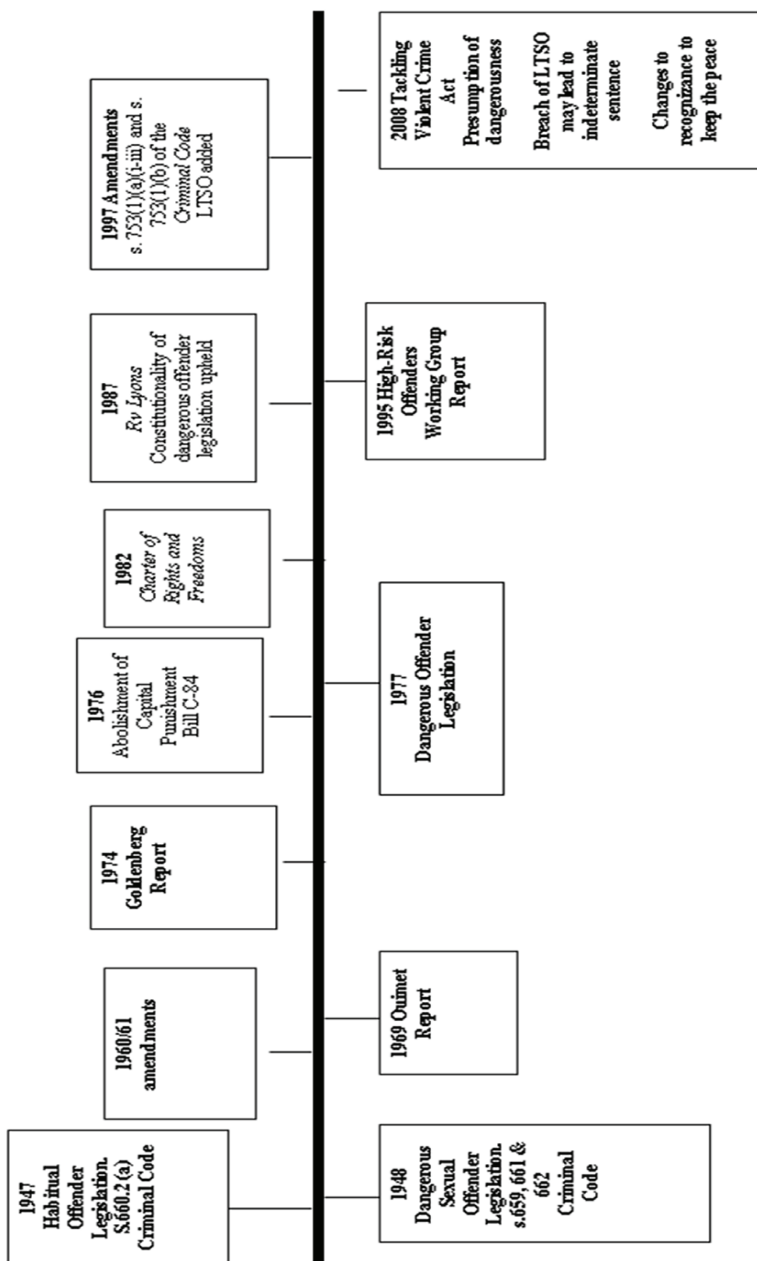 1947
Habitual
Offender
Legislation.
S.660.2 (a)
Criminal Code
1948
Dangerous
Sexual
Offender
Legislation.
s.659, 661 &
662
Criminal
Code
1960/61
amendments
1969 Ouimet
Report
1974
Goldenberg
Report
1976
Abolishment of
Capital
Punishment
Bill C-84
1977
Dangerous Offender
Legislation
1982
Charter of
Rights and
Freedoms
1987
R v Lyons
Constitutionality of
dangerous offender
legislation upheld
1995 High-Risk
Offenders
Working Group
Report
1997 Amendments
s. 753(1)(a)(i-iii) and s.
753(1)(b) of the
Criminal Code
LTSO added
2008 Tackling
Violent Crime
Act
Presumption of
dangerousness
Breach of LTSO
may lead to
indeterminate
sentence
Changes to
recognizance to
keep the peace